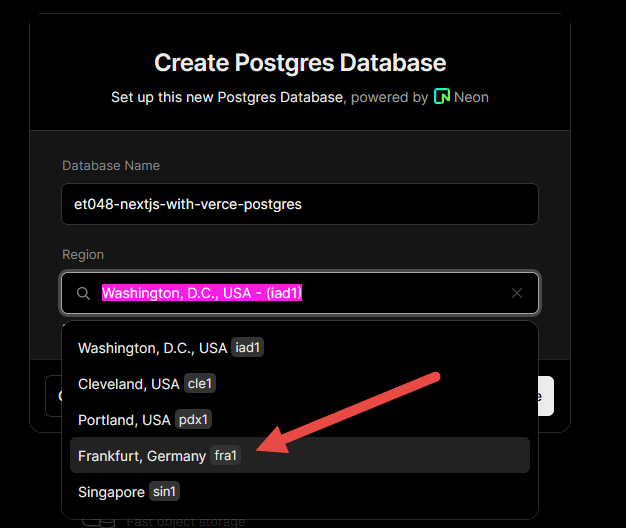 Create Postgres Database
Set up this new Postgres Database, powered by Neon
Database Name
et048-nextjs-with-verce-postgres
Region
Washington, D.C., USA - (iad1)
Washington, D.C., USA iad1
Cleveland, USA cle1
Portland, USA pdx1
Frankfurt, Germany fra1
Singapore sin1
Fast object storage